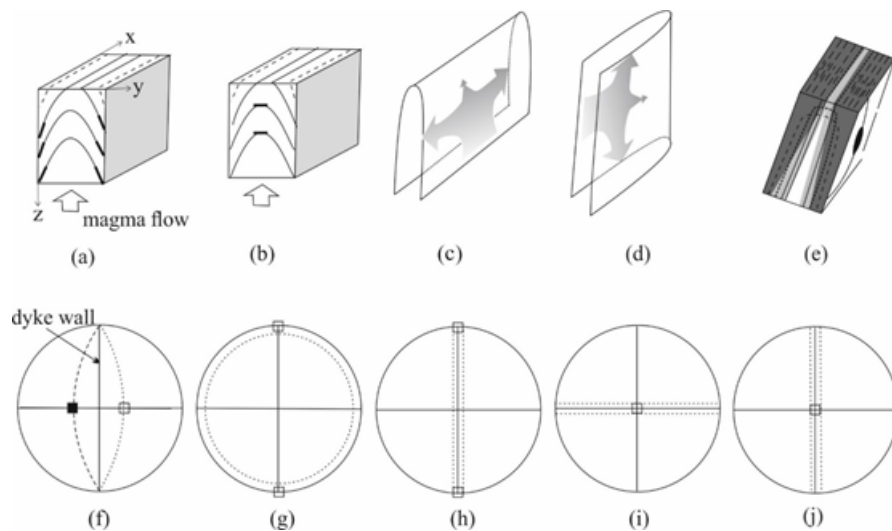 x
y
z
magma flow
(a)
(b)
(c)
(d)
(e)
dyke wall
(f)
(g)
(h)
(i)
(j)